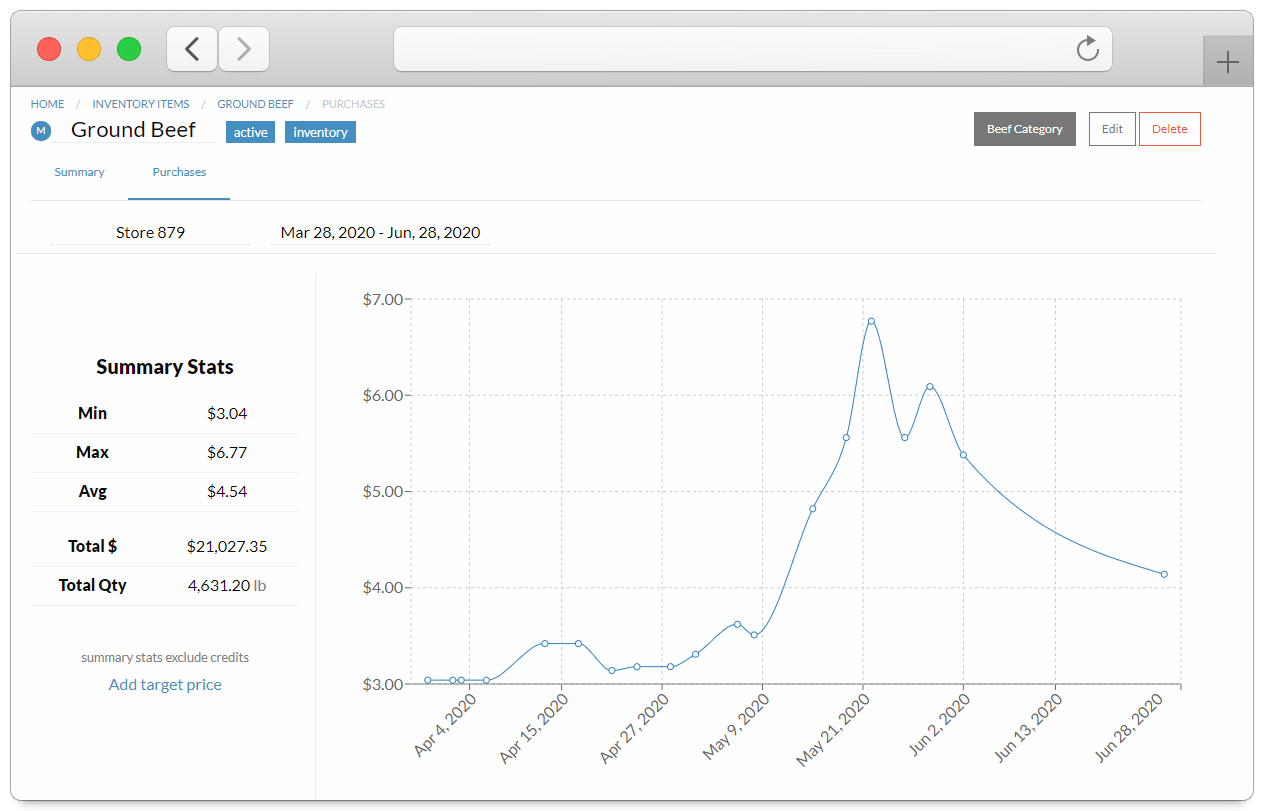 HOME / INVENTORY ITEMS / GROUND BEEF / PURCHASES
M Ground Beef active inventory
Beef Category Edit Delete
Summary Purchases
Store 879 Mar 28, 2020 - Jun, 28, 2020
Summary Stats
Min $3.04
Max $6.77
Avg $4.54
Total $ $21,027.35
Total Qty 4,631.20 lb
summary stats exclude credits
Add target price
$7.00
$6.00
$5.00
$4.00
$3.00
Apr 4, 2020
Apr 15, 2020
Apr 27, 2020
May 9, 2020
May 21, 2020
Jun 2, 2020
Jun 13, 2020
Jun 28, 2020